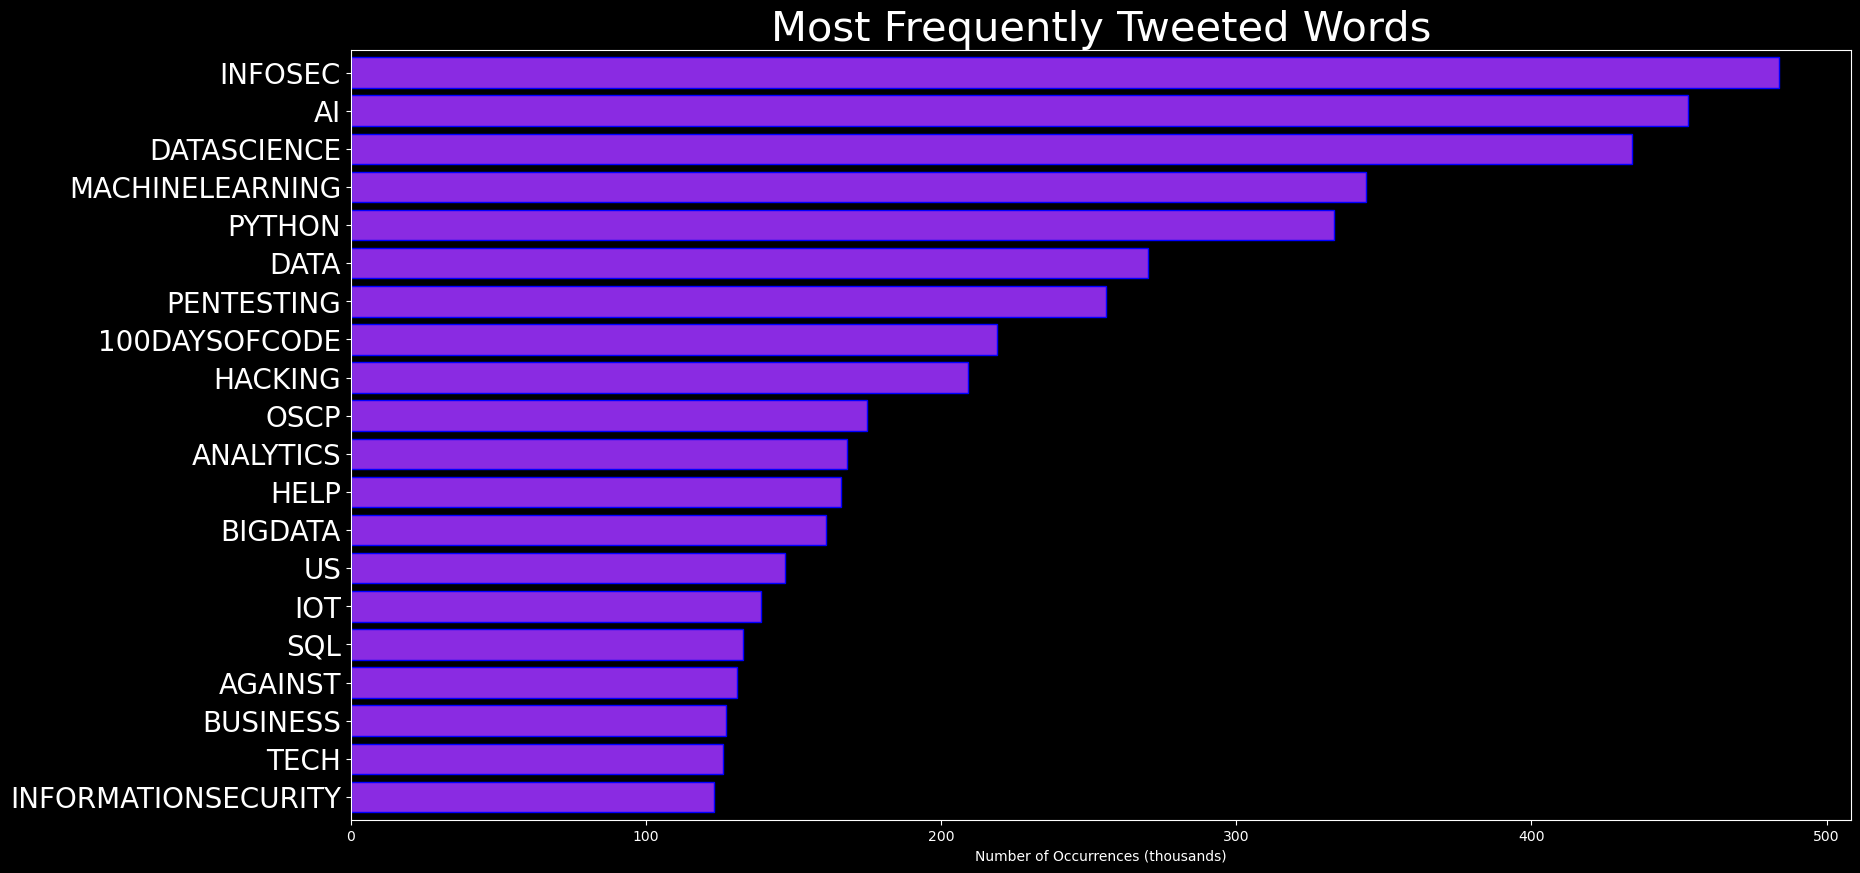 Most Frequently Tweeted Words
INFOSEC
AI
DATASCIENCE
MACHINELEARNING
PYTHON
DATA
PENTESTING
100DAYSOFCODE
HACKING
OSCP
ANALYTICS
HELP
BIGDATA
US
IOT
SQL
AGAINST
BUSINESS
TECH
INFORMATIONSECURITY
0 100 200 300 400 500
Number of Occurrences (thousands)